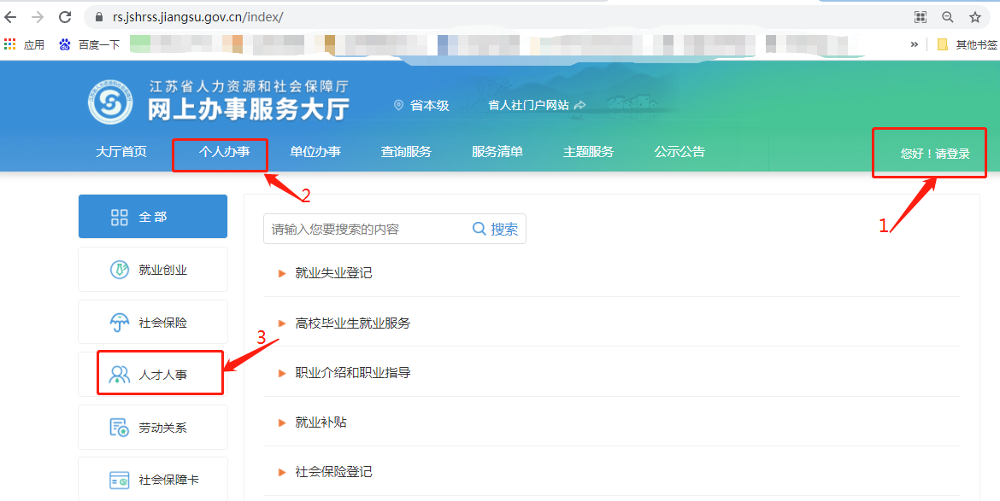 rs.jshrss.jiangsu.gov.cn/index/
应用 百度一下 » 其他书签
江苏省人力资源和社会保障厅
网上办事服务大厅
省本级 省人社门户网站
大厅首页 个人办事 单位办事 查询服务 服务清单 主题服务 公示公告 您好！请登录
2
1
全部
请输入您要搜索的内容 搜索
就业创业
就业失业登记
社会保险
高校毕业生就业服务
3
人才人事
职业介绍和职业指导
劳动关系
就业补贴
社会保障卡
社会保险登记